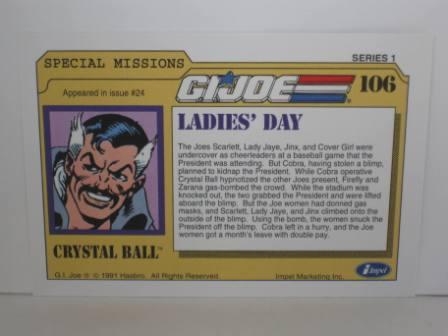 SERIES 1
SPECIAL MISSIONS
Appeared in issue #24
G.I. JOE
106
LADIES' DAY
The Joes Scarlett, Lady Jaye, Jinx, and Cover Girl were
undercover as cheerleaders at a baseball game that the
President was attending. But Cobra, having stolen a blimp,
planned to kidnap the President. While Cobra operative
Crystal Ball hypnotized the other Joes present, Firefly and
Zarana gas-bombed the crowd. While the stadium was
knocked out, the two grabbed the President and were lifted
aboard the blimp. But the Joe women had donned gas
masks, and Scarlett, Lady Jaye, and Jinx climbed onto the
outside of the blimp. Using the bomb, the women snuck the
President off the blimp. Cobra left in a hurry, and the Joe
women got a month's leave with double pay.
CRYSTAL BALL™
G.I. Joe ® © 1991 Hasbro. All Rights Reserved.
Impel Marketing Inc.
impel